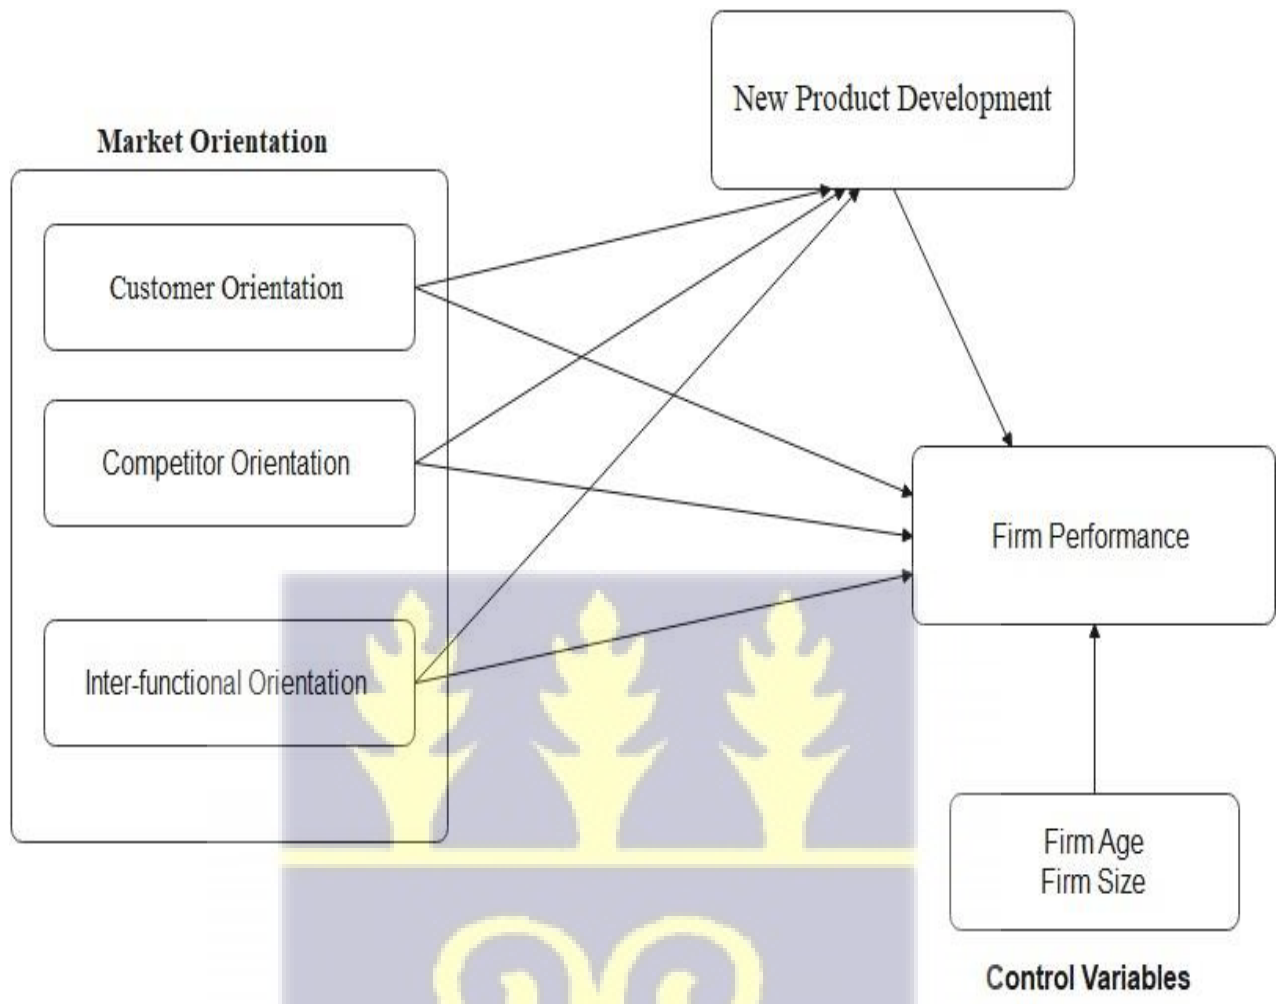 New Product Development
Market Orientation
Customer Orientation
Competitor Orientation
Firm Performance
Inter-functional Orientation
Firm Age
Firm Size
Control Variables